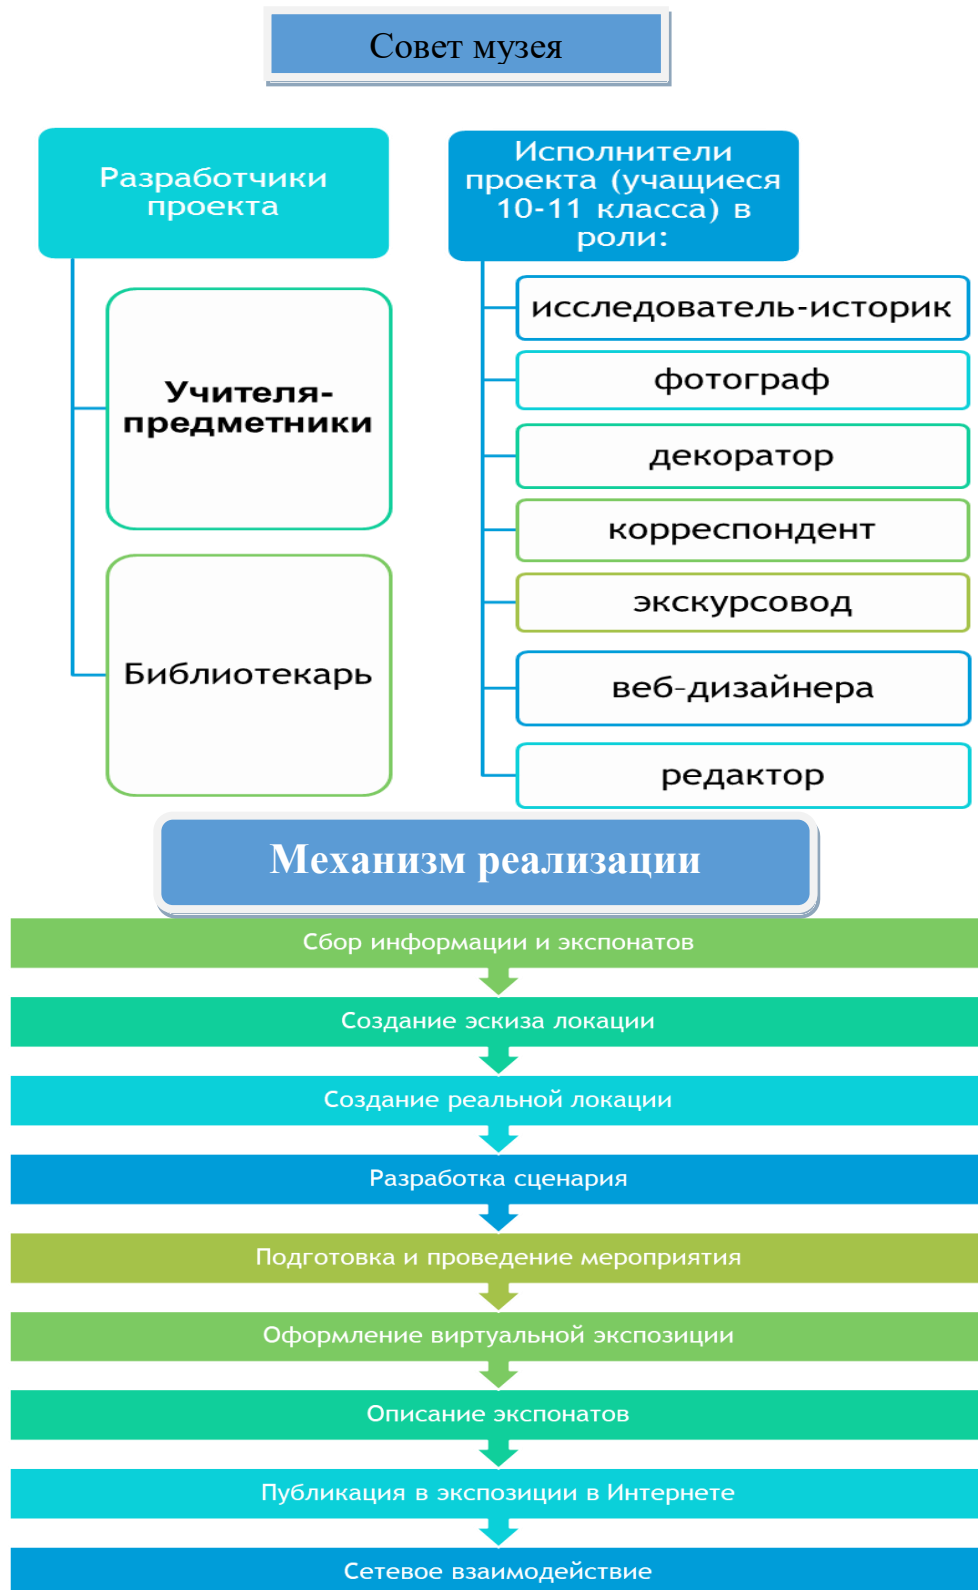 Совет музея
Разработчики
проекта
Учителя-
предметники
Библиотекарь
Исполнители
проекта (учащиеся
10-11 класса) в
роли:
исследователь-историк
фотограф
декоратор
корреспондент
экскурсовод
веб-дизайнера
редактор
Механизм реализации
Сбор информации и экспонатов
Создание эскиза локации
Создание реальной локации
Разработка сценария
Подготовка и проведение мероприятия
Оформление виртуальной экспозиции
Описание экспонатов
Публикация в экспозиции в Интернете
Сетевое взаимодействие